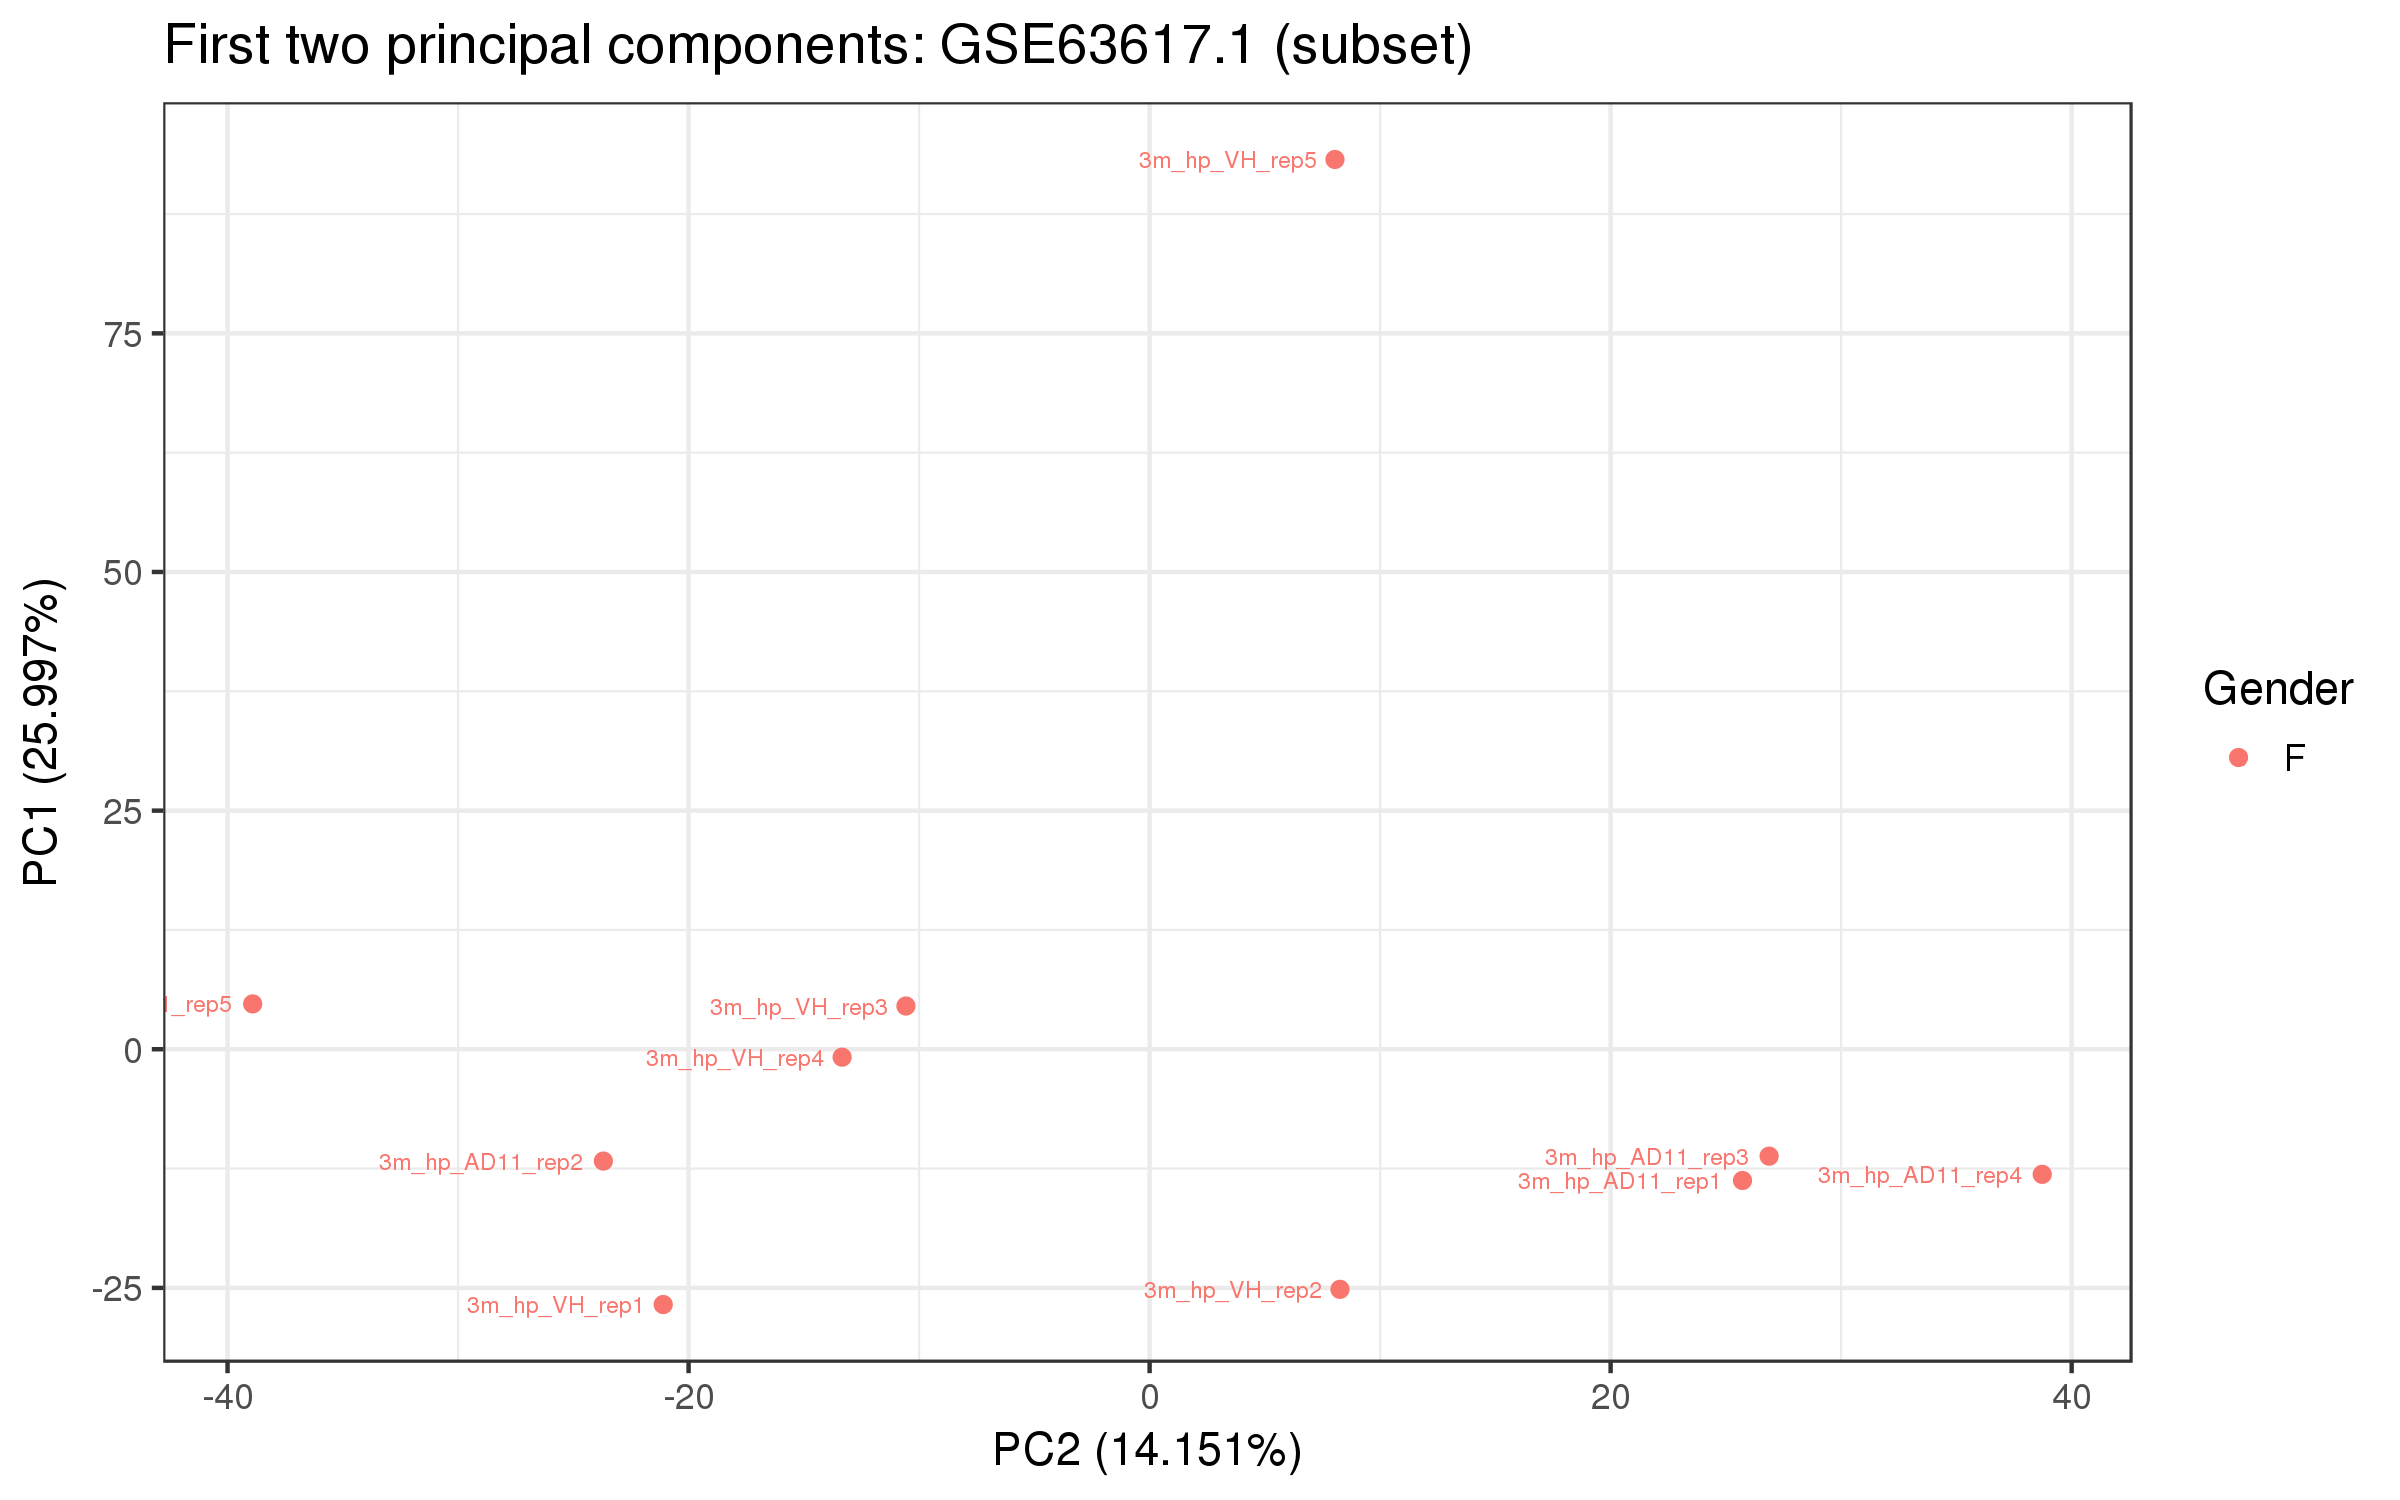 First two principal components: GSE63617.1 (subset)
3m_hp_VH_rep5
75
50
25
0
-25
PC1 (25.997%)
_rep5
3m_hp_VH_rep3
3m_hp_VH_rep4
3m_hp_AD11_rep2
3m_hp_AD11_rep3
3m_hp_AD11_rep1
3m_hp_AD11_rep4
3m_hp_VH_rep1
3m_hp_VH_rep2
-40
-20
0
20
40
PC2 (14.151%)
Gender
F